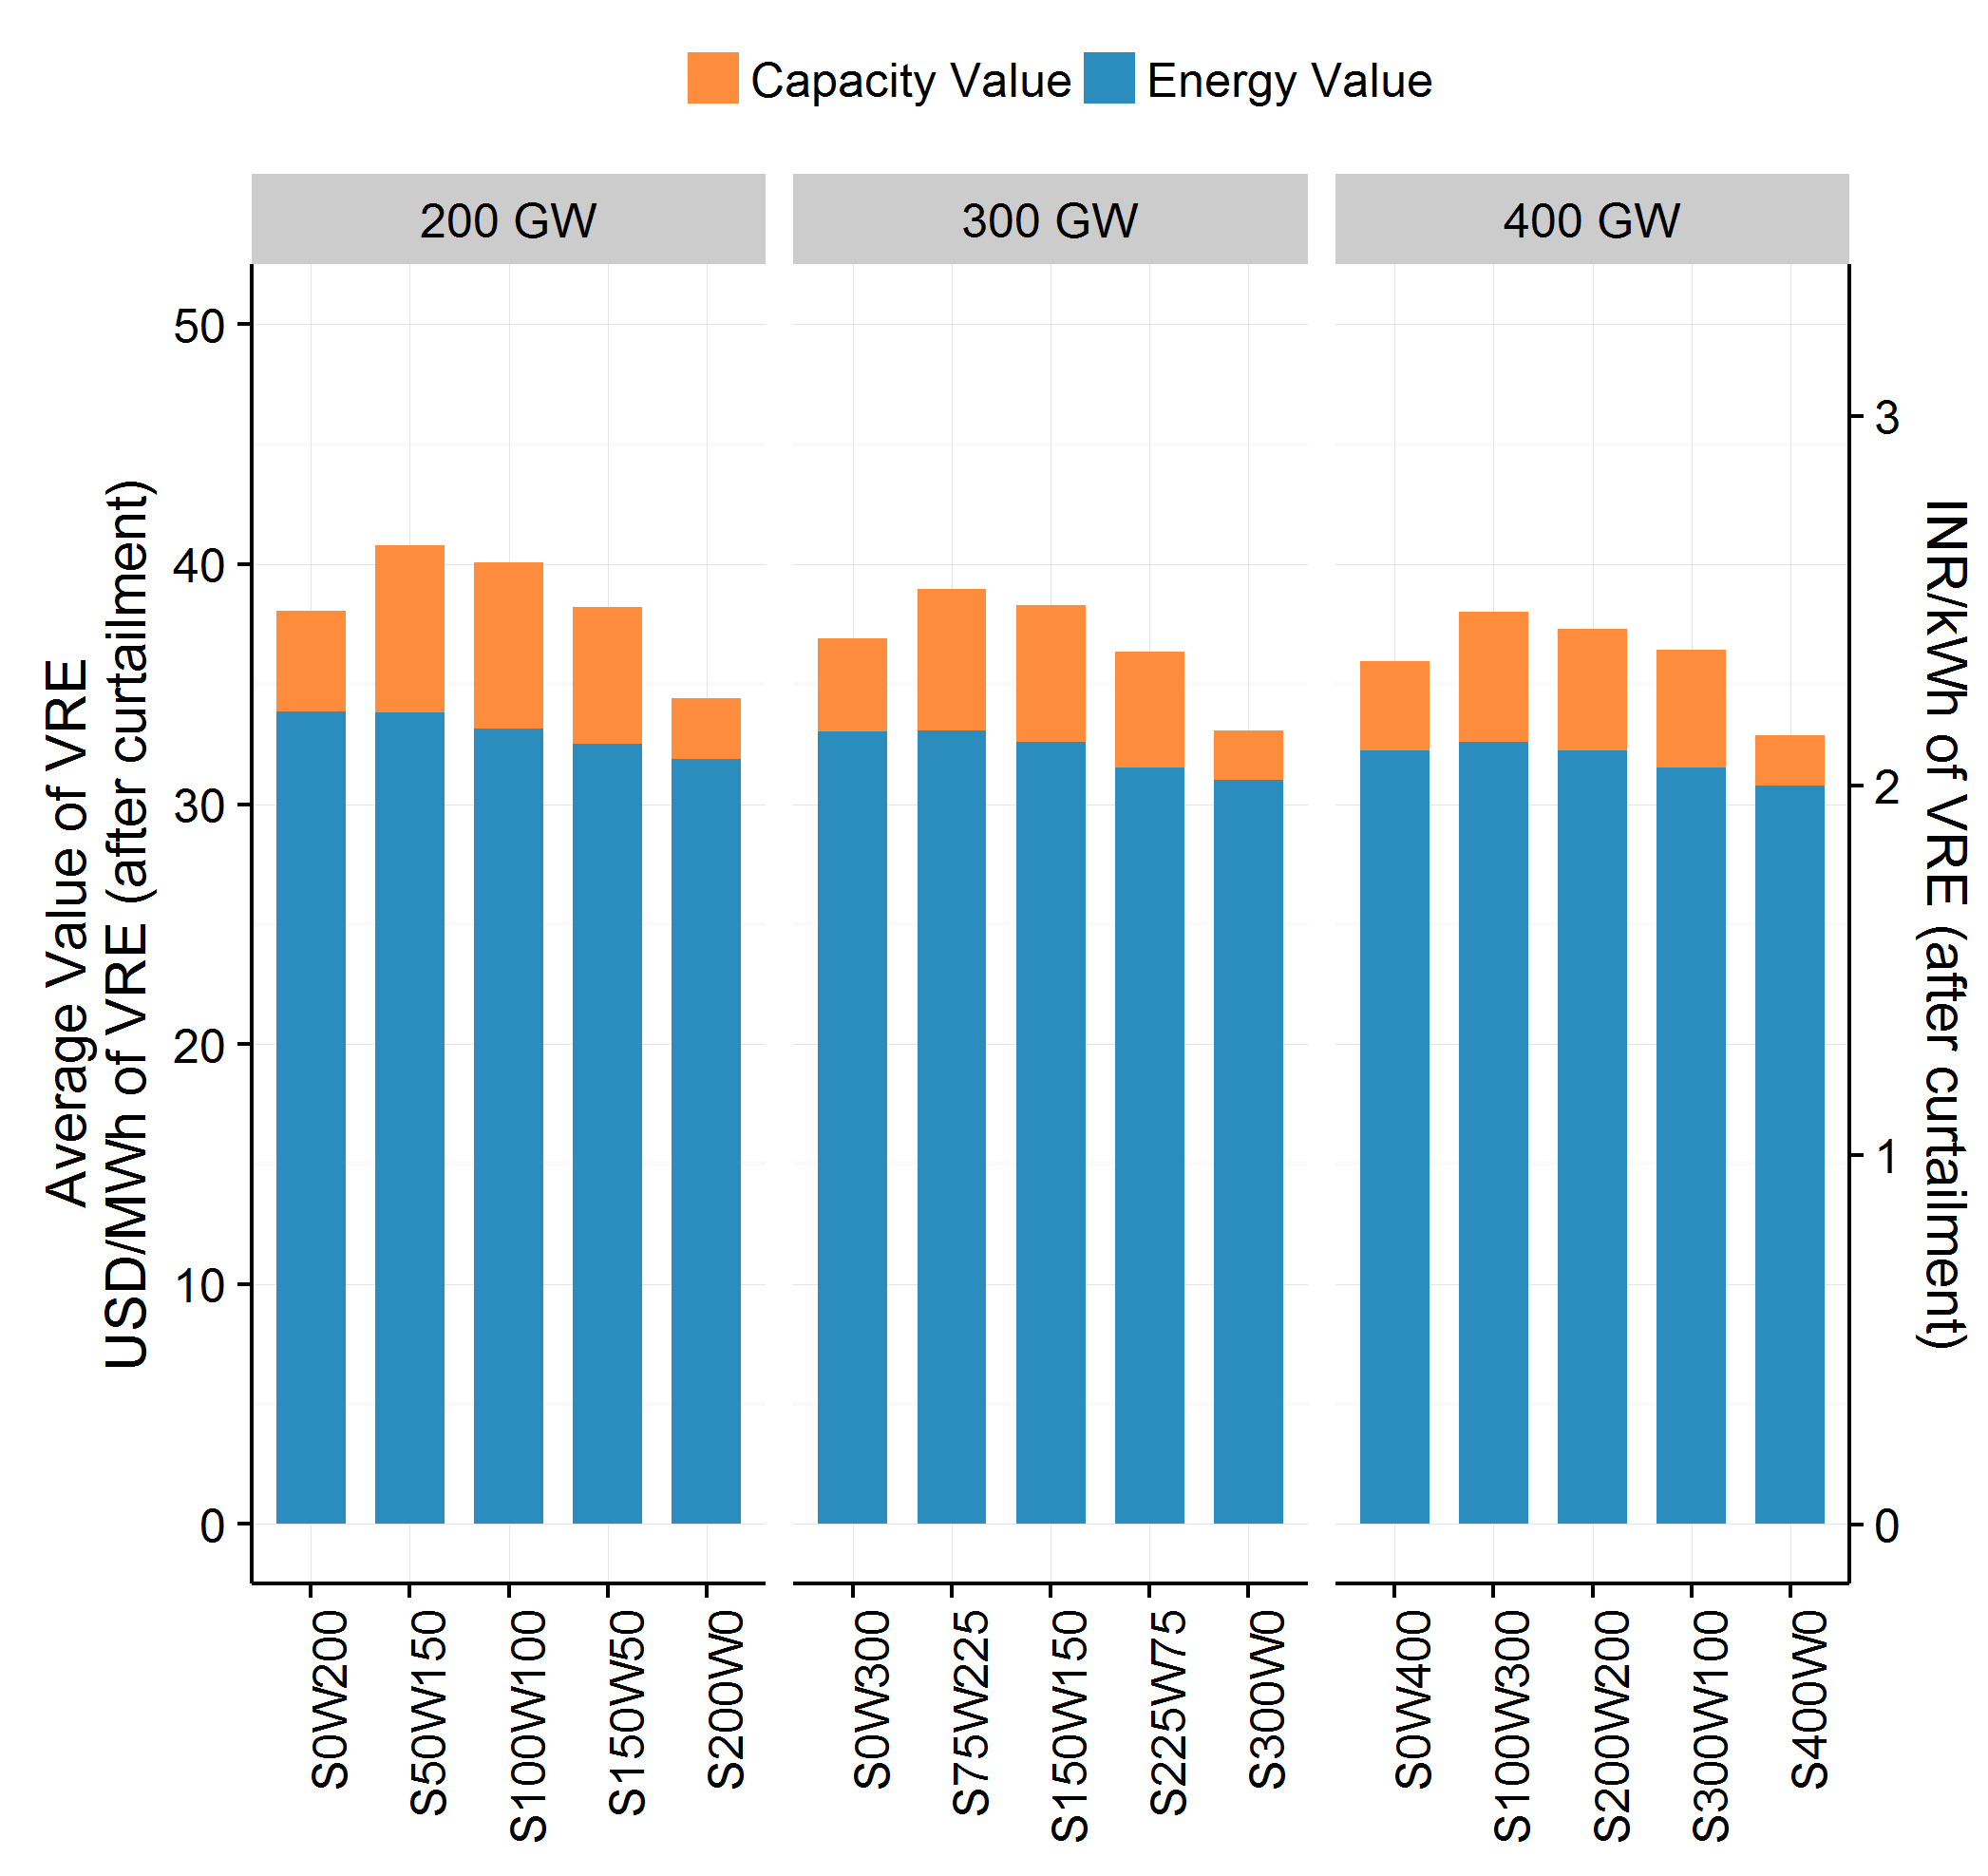 Capacity Value
Energy Value
200 GW
300 GW
400 GW
Average Value of VRE
USD/MWh of VRE (after curtailment)
50
40
30
20
10
0
INR/kWh of VRE (after curtailment)
3
2
1
0
S0W200
S50W150
S100W100
S150W50
S200W0
S0W300
S75W225
S150W150
S225W75
S300W0
S0W400
S100W300
S200W200
S300W100
S400W0